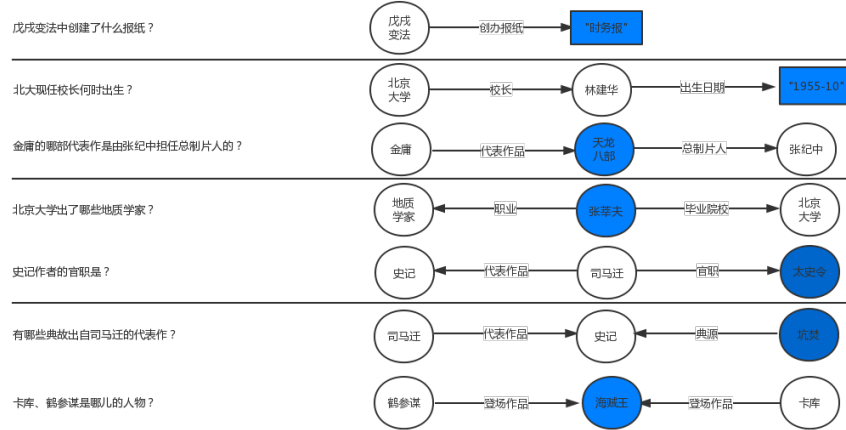 戊戌变法中创建了什么报纸？
戊戌
变法
创办报纸
"时务报"
北大现任校长何时出生？
北京
大学
校长
林建华
出生日期
"1955-10"
金庸的哪部代表作是由张纪中担任总制片人的？
金庸
代表作品
天龙
八部
总制片人
张纪中
北京大学出了哪些地质学家？
地质
学家
职业
张莘夫
毕业院校
北京
大学
史记作者的官职是？
史记
代表作品
司马迁
官职
太史令
有哪些典故出自司马迁的代表作？
司马迁
代表作品
史记
典源
坑焚
卡库、鹤参谋是哪儿的人物？
鹤参谋
登场作品
海贼王
登场作品
卡库